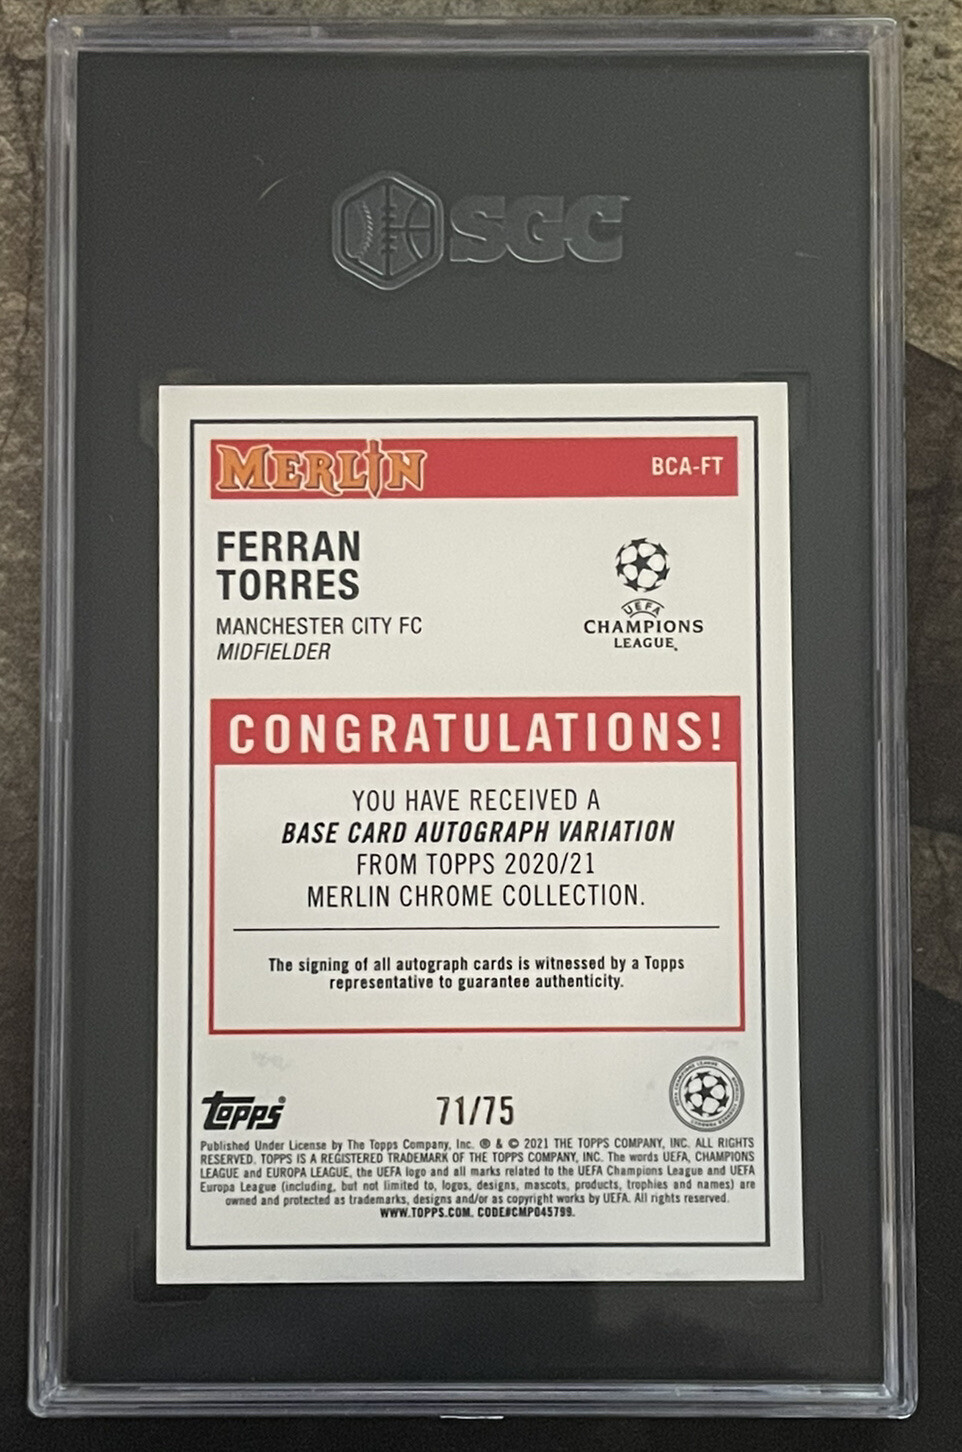 SGC
MERLIN
BCA-FT
FERRAN
TORRES
MANCHESTER CITY FC
MIDFIELDER
UEFA
CHAMPIONS
LEAGUE
CONGRATULATIONS!
YOU HAVE RECEIVED A
BASE CARD AUTOGRAPH VARIATION
FROM TOPPS 2020/21
MERLIN CHROME COLLECTION.
The signing of all autograph cards is witnessed by a Topps
representative to guarantee authenticity.
Topps
71/75
Published Under License by The Topps Company, Inc. ® & © 2021 THE TOPPS COMPANY, INC. ALL RIGHTS
RESERVED. TOPPS IS A REGISTERED TRADEMARK OF THE TOPPS COMPANY, INC. The words UEFA, CHAMPIONS
LEAGUE and EUROPA LEAGUE, the UEFA logo and all marks related to the UEFA Champions League and UEFA
Europa League (including, but not limited to, logos, designs, mascots, products, trophies and names) are
owned and protected as trademarks, designs and/or as copyright works by UEFA. All rights reserved.
WWW.TOPPS.COM. CODE#CMP045799.